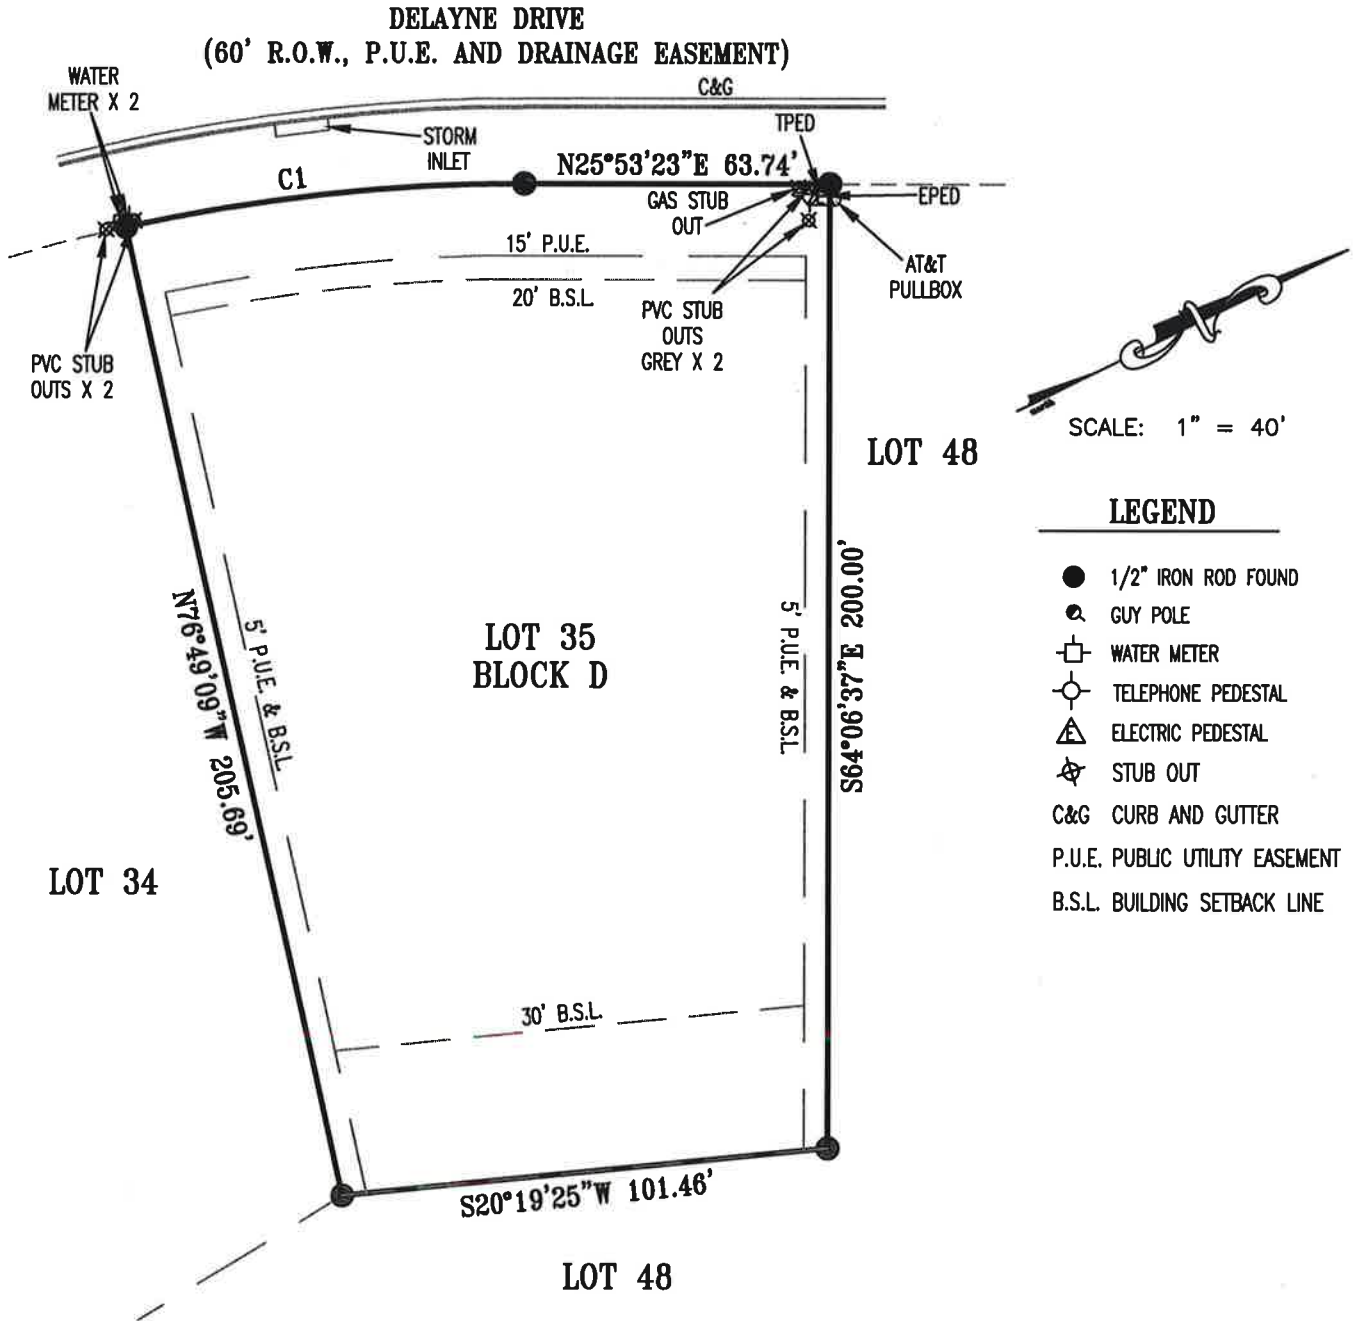 DELAYNE DRIVE
(60' R.O.W., P.U.E. AND DRAINAGE EASEMENT)
WATER
METER X 2
C&G
STORM
INLET
TPED
C1
N25°53'23"E 63.74'
GAS STUB
OUT
EPED
15' P.U.E.
20' B.S.L.
AT&T
PULLBOX
PVC STUB
OUTS
GREY X 2
PVC STUB
OUTS X 2
North
SCALE: 1" = 40'
LOT 48
LEGEND
1/2" IRON ROD FOUND
GUY POLE
WATER METER
TELEPHONE PEDESTAL
E
ELECTRIC PEDESTAL
STUB OUT
C&G CURB AND GUTTER
P.U.E. PUBLIC UTILITY EASEMENT
B.S.L. BUILDING SETBACK LINE
N76°49'09"W 205.69'
5' P.U.E. & B.S.L.
LOT 35
BLOCK D
5' P.U.E. & B.S.L.
S64°06'37"E 200.00'
LOT 34
30' B.S.L.
S20°19'25"W 101.46'
LOT 48